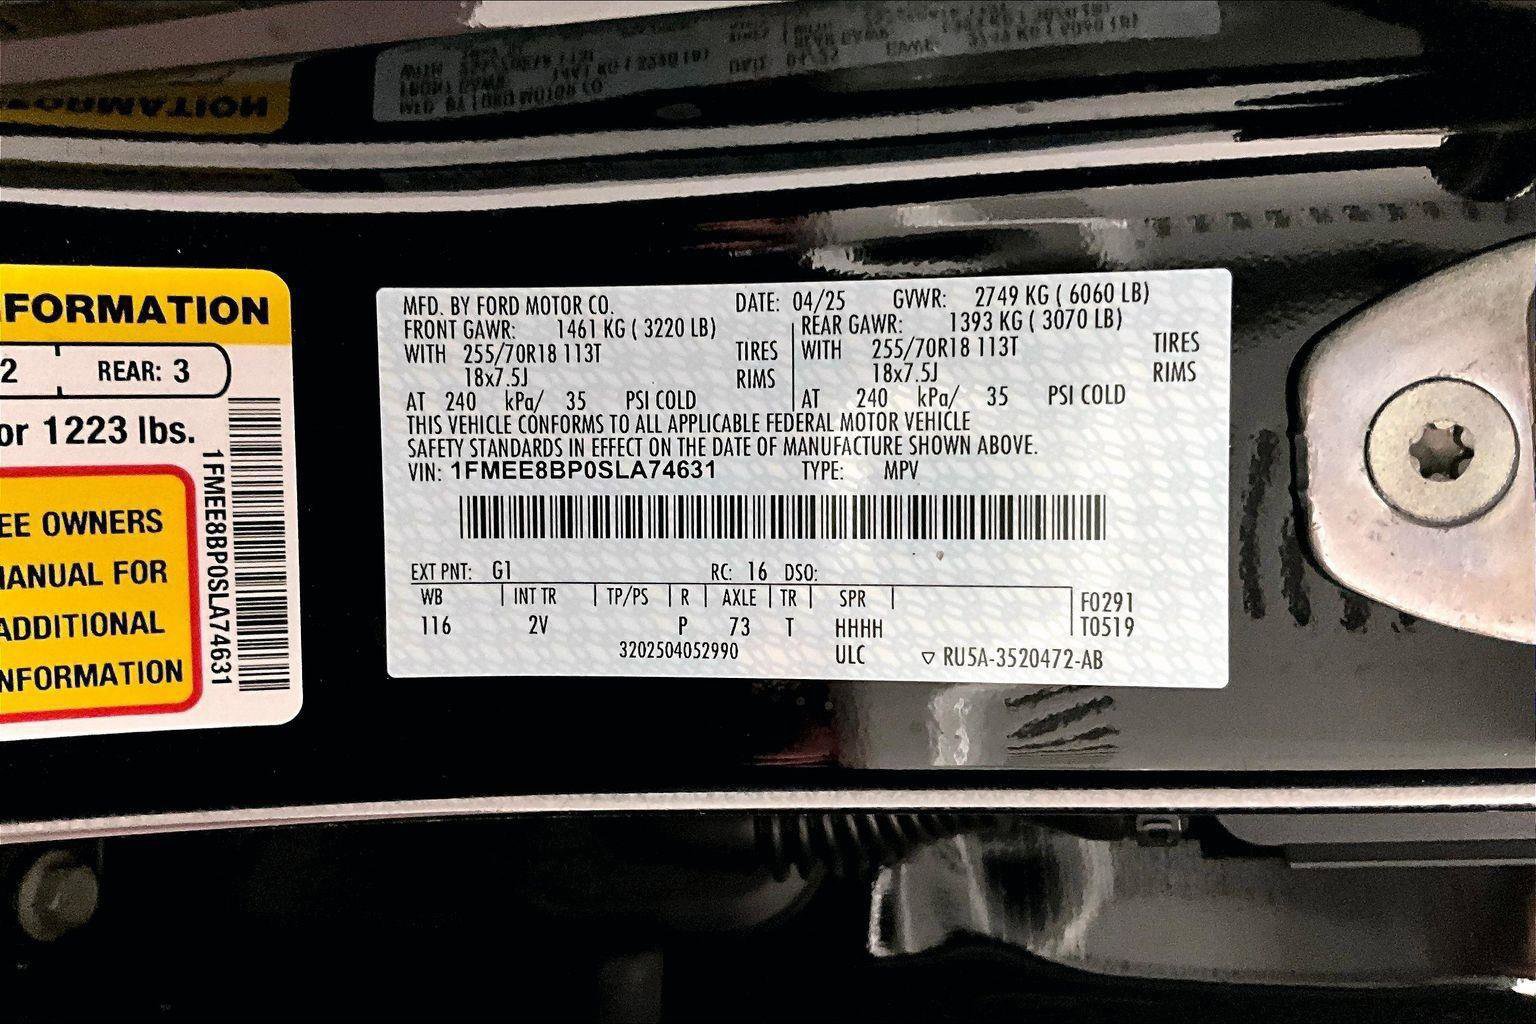 FORMATION
2 REAR: 3
or 1223 lbs.
EE OWNERS
MANUAL FOR
ADDITIONAL
NFORMATION
1FMEE8BP0SLA74631
MFD. BY FORD MOTOR CO. DATE: 04/25 GVWR: 2749 KG ( 6060 LB)
FRONT GAWR: 1461 KG ( 3220 LB) REAR GAWR: 1393 KG ( 3070 LB)
WITH 255/70R18 113T TIRES WITH 255/70R18 113T TIRES
18x7.5J RIMS 18x7.5J RIMS
AT 240 kPa/ 35 PSI COLD AT 240 kPa/ 35 PSI COLD
THIS VEHICLE CONFORMS TO ALL APPLICABLE FEDERAL MOTOR VEHICLE
SAFETY STANDARDS IN EFFECT ON THE DATE OF MANUFACTURE SHOWN ABOVE.
VIN: 1FMEE8BP0SLA74631 TYPE: MPV
EXT PNT: G1 RC: 16 DSO:
WB INT TR TP/PS R AXLE TR SPR F0291
116 2V P 73 T HHHH T0519
3202504052990 ULC ▽ RU5A-3520472-AB